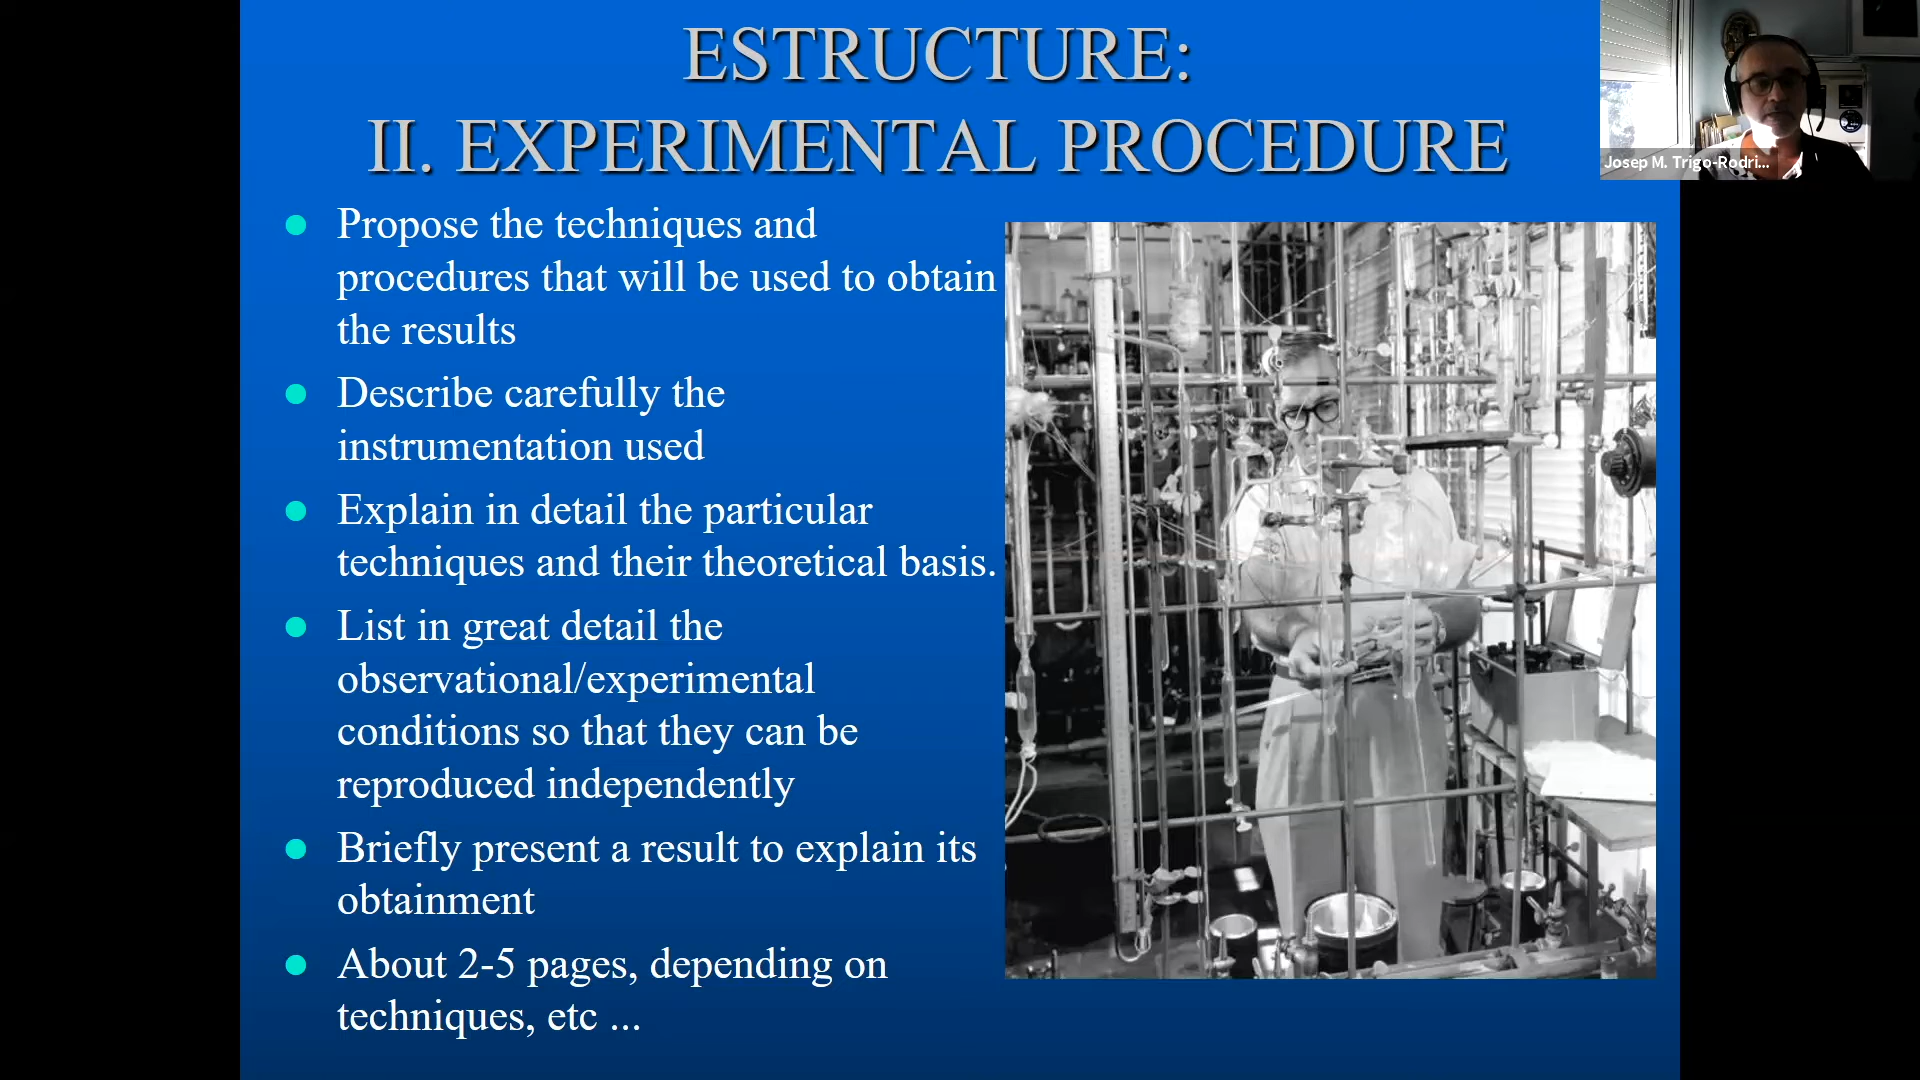 ESTRUCTURE:
II. EXPERIMENTAL PROCEDURE
Josep M. Trigo-Rodri...
Propose the techniques and
procedures that will be used to obtain
the results
Describe carefully the
instrumentation used
Explain in detail the particular
techniques and their theoretical basis.
List in great detail the
observational/experimental
conditions so that they can be
reproduced independently
Briefly present a result to explain its
obtainment
About 2-5 pages, depending on
techniques, etc ...